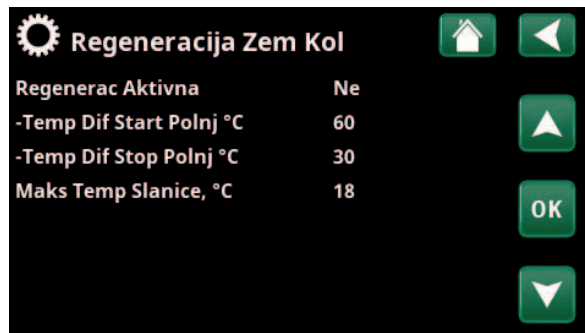 Regeneracija Zem Kol
Regenerac Aktivna Ne
-Temp Dif Start Polnj °C 60
-Temp Dif Stop Polnj °C 30
Maks Temp Slanice, °C 18
OK